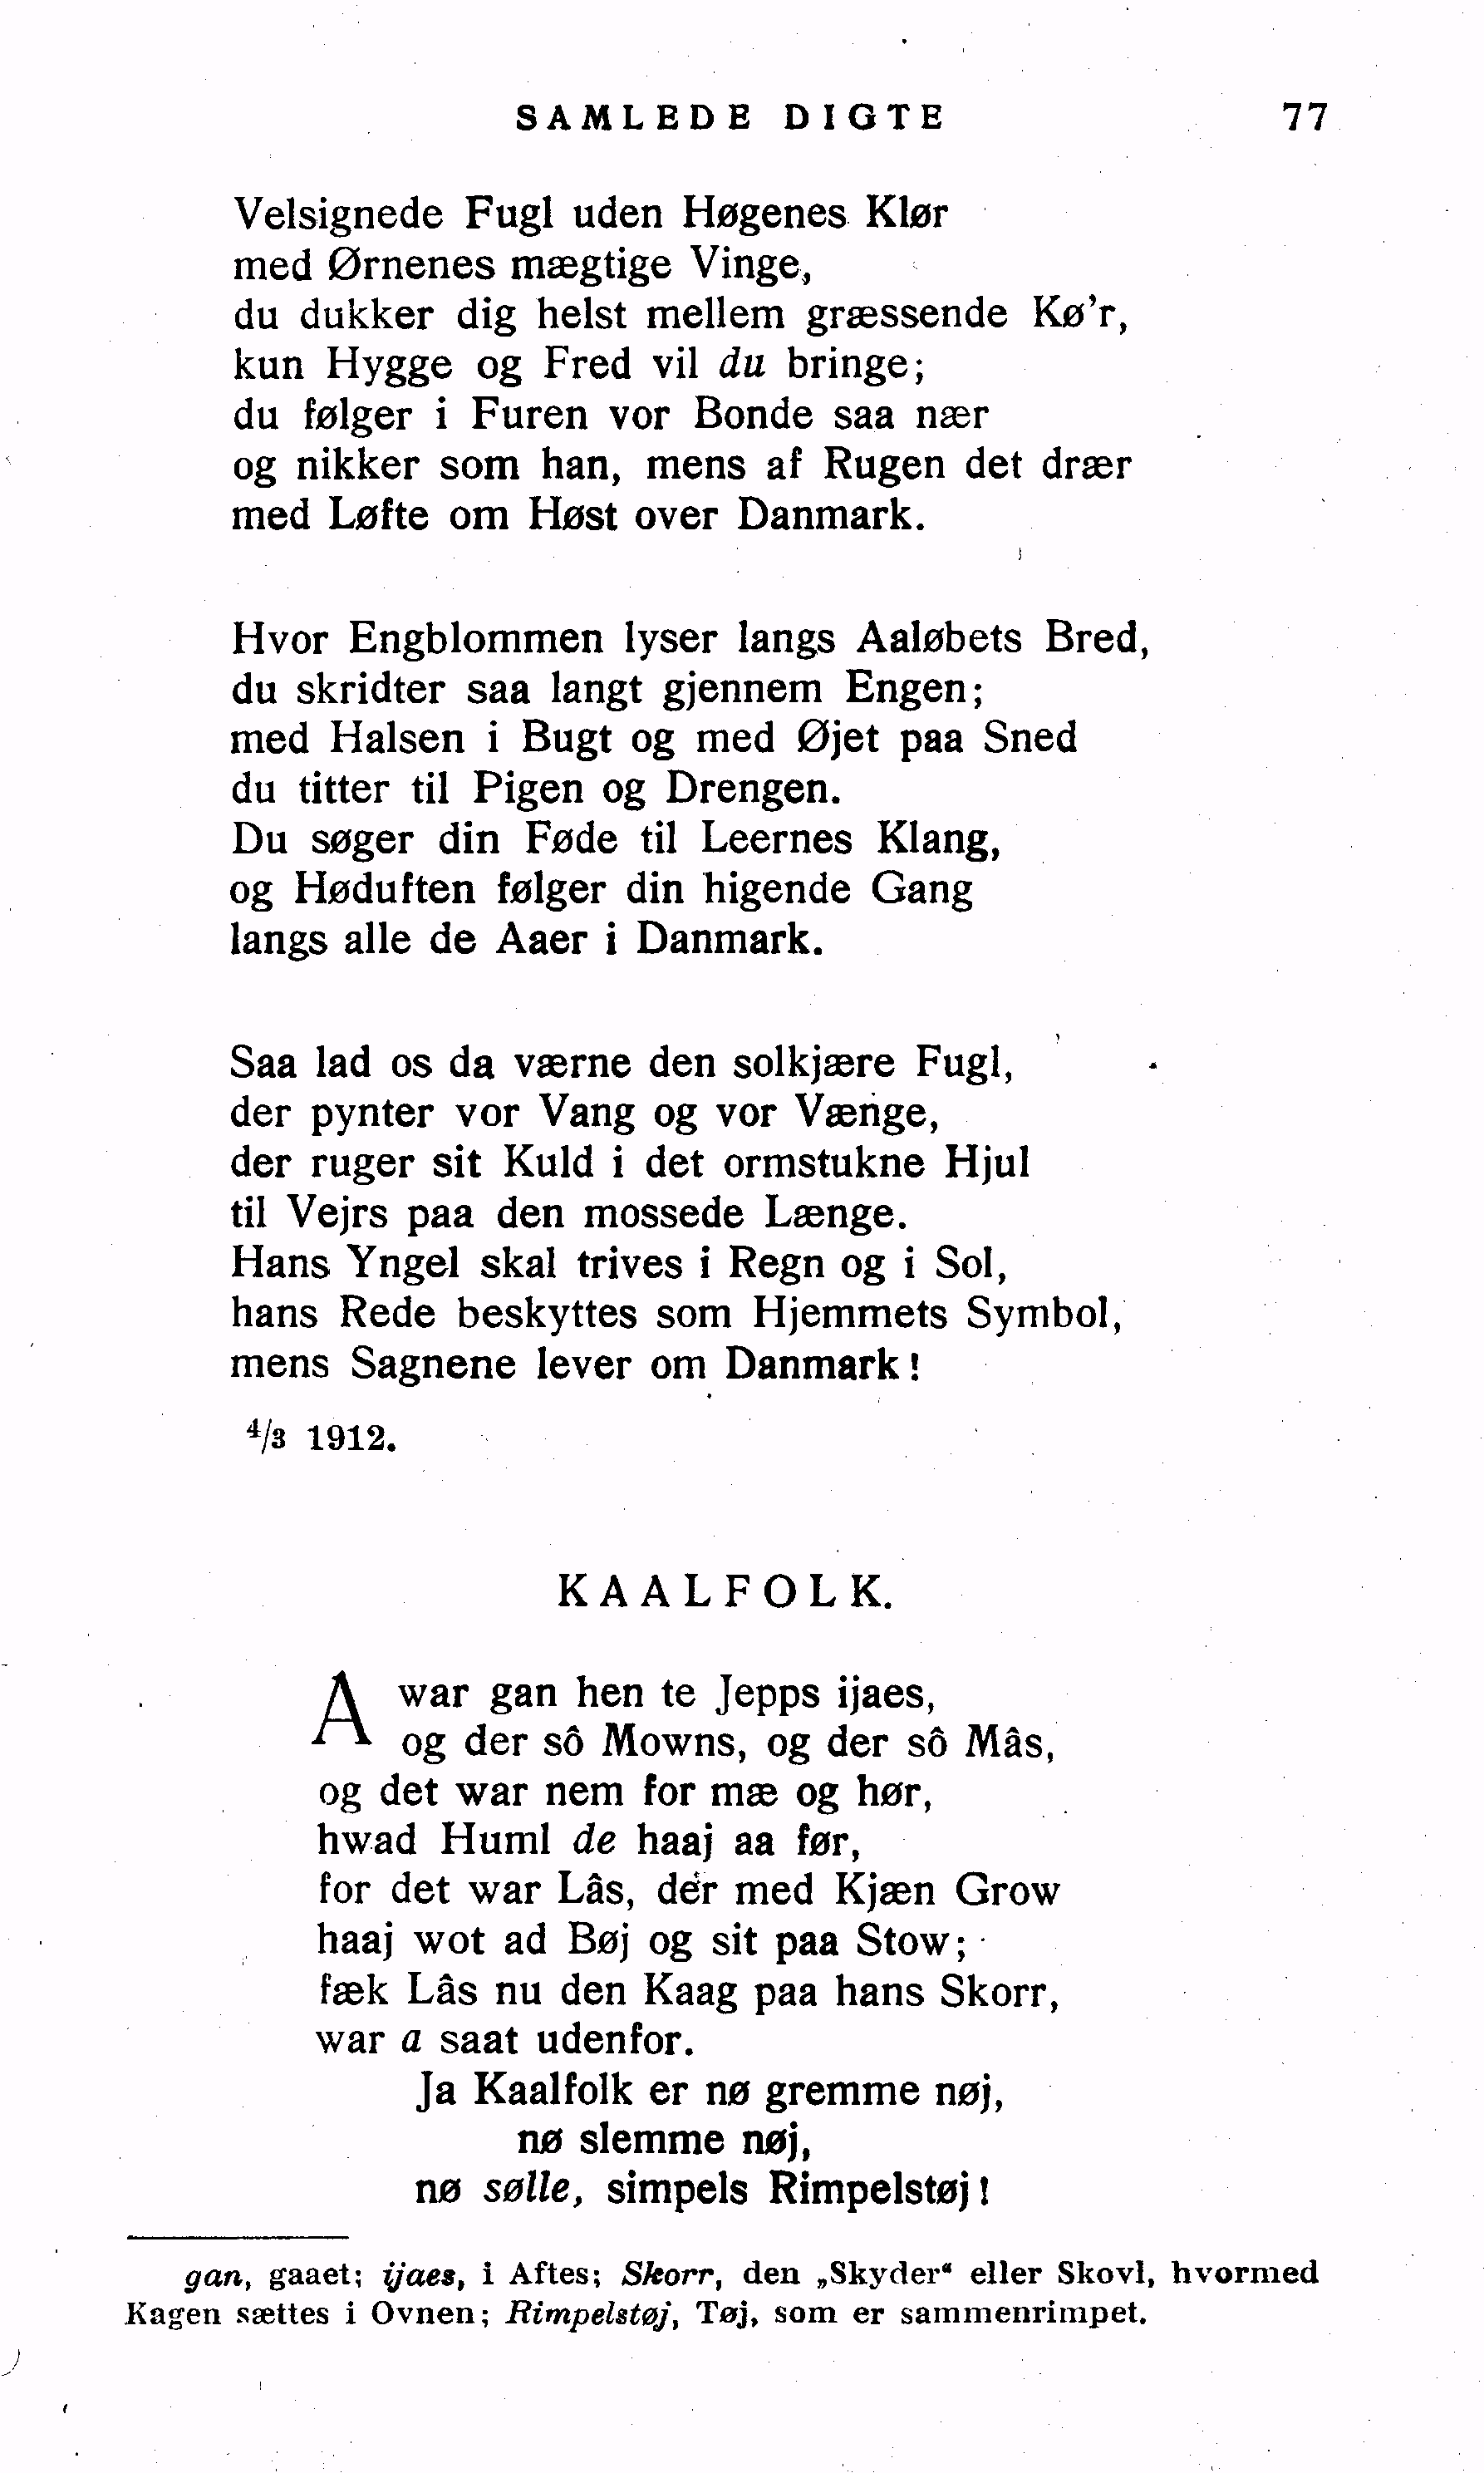 SAMLEDE DIGTE 77
Velsignede Fugl uden Høgenes Klør
med Ørnenes mægtige Vinge,
du dukker dig helst mellem græssende Kø'r,
kun Hygge og Fred vil du bringe;
du følger i Furen vor Bonde saa nær
og nikker som han, mens af Rugen det drær
med Løfte om Høst over Danmark.
Hvor Engblommen lyser langs Aaløbets Bred,
du skridter saa langt gjennem Engen;
med Halsen i Bugt og med Øjet paa Sned
du titter til Pigen og Drengen.
Du søger din Føde til Leernes Klang,
og Høduften følger din higende Gang
langs alle de Aaer i Danmark.
Saa lad os da værne den solkjære Fugl,
der pynter vor Vang og vor Vænge,
der ruger sit Kuld i det ormstukne Hjul
til Vejrs paa den mossede Længe.
Hans Yngel skal trives i Regn og i Sol,
hans Rede beskyttes som Hjemmets Symbol,
mens Sagnene lever om Danmark!
4/3 1912.
KAALFOLK.
A war gan hen te Jepps ijaes,
og der sô Mowns, og der sô Mâs,
og det war nem for mæ og hør,
hwad Huml de haaj aa før,
for det war Lâs, der med Kjæn Grow
haaj wot ad Bøj og sit paa Stow;
fæk Lâs nu den Kaag paa hans Skorr,
war a saat udenfor.
Ja Kaalfolk er nø gremme nøj,
nø slemme nøj,
nø sølle, simpels Rimpelstøj!
gan, gaaet; ijaes, i Aftes; Skorr, den „Skyder“ eller Skovl, hvormed
Kagen sættes i Ovnen; Rimpelstøj, Tøj, som er sammenrimpet.